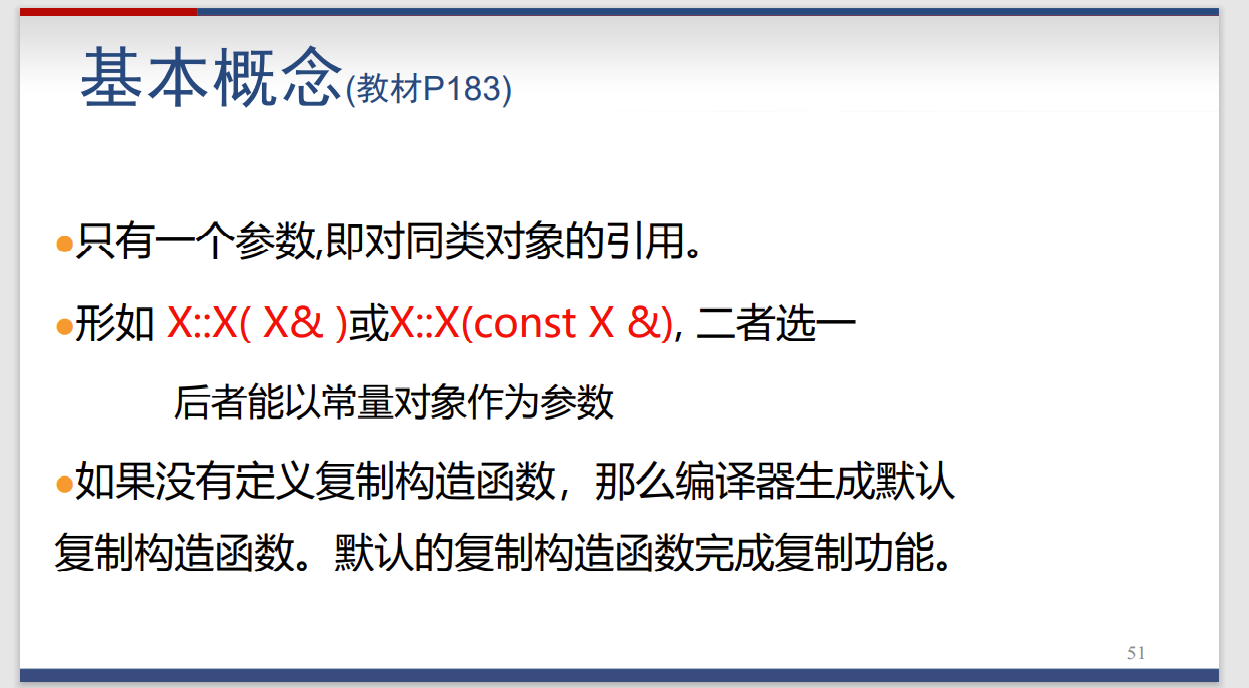 基本概念(教材P183)
●只有一个参数,即对同类对象的引用。
●形如 X::X( X& )或X::X(const X &), 二者选一
后者能以常量对象作为参数
●如果没有定义复制构造函数，那么编译器生成默认
复制构造函数。默认的复制构造函数完成复制功能。
51